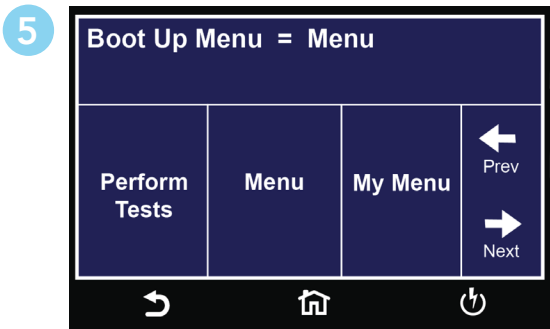 5
Boot Up Menu = Menu
Perform
Tests
Menu
My Menu
Prev
Next